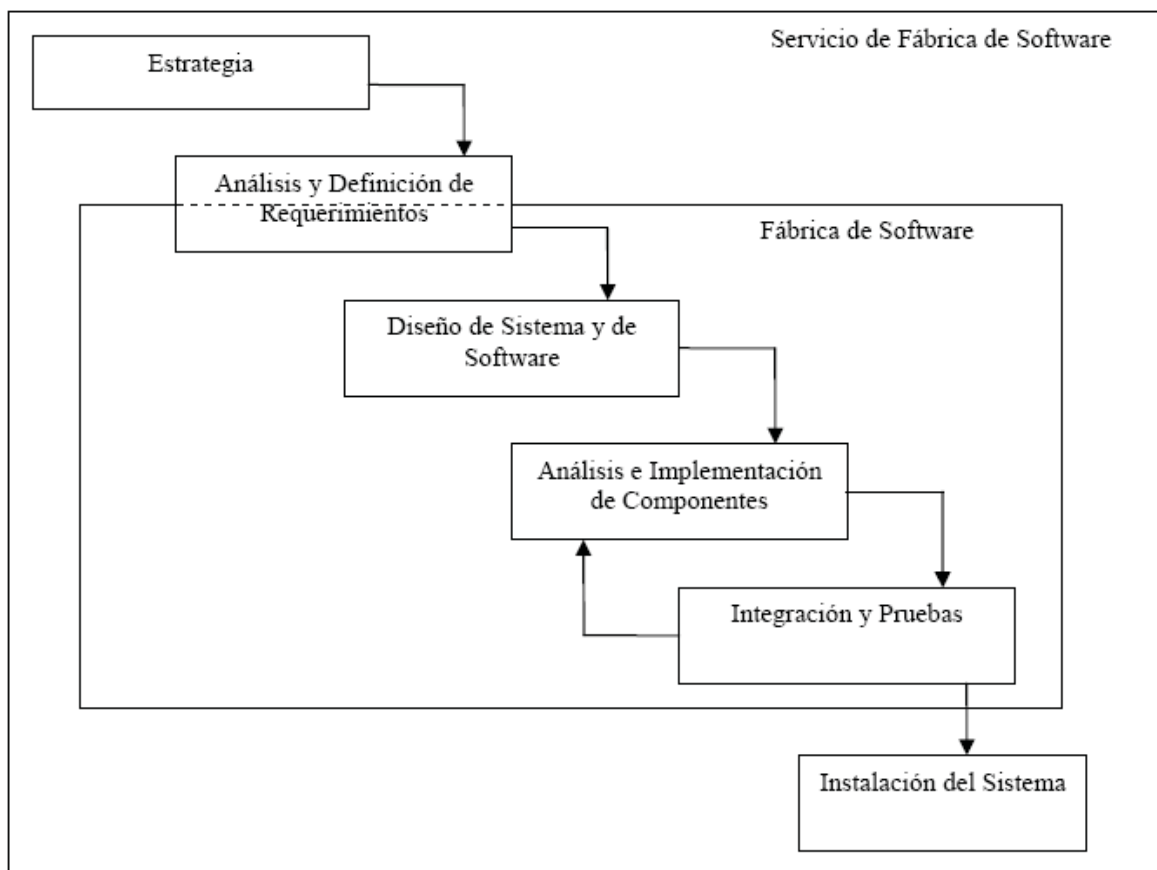 Servicio de Fábrica de Software
Estrategia
Análisis y Definición de
Requerimientos
Fábrica de Software
Diseño de Sistema y de
Software
Análisis e Implementación
de Componentes
Integración y Pruebas
Instalación del Sistema